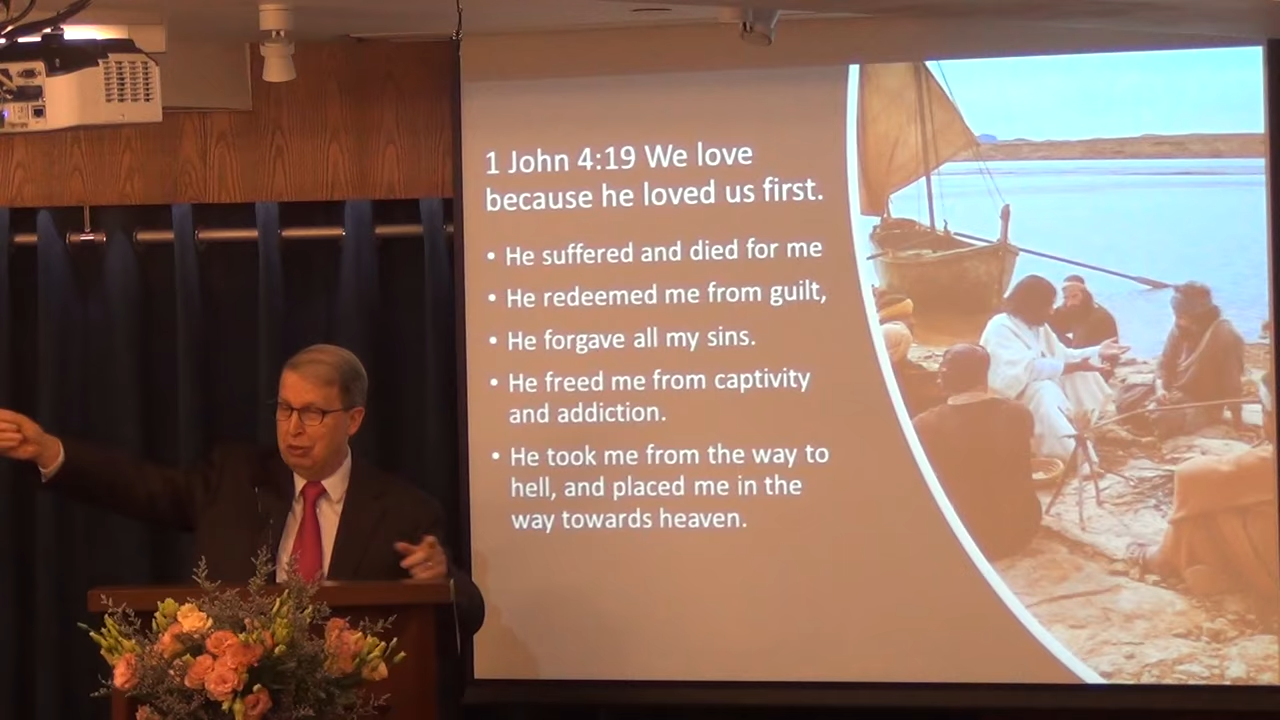 1 John 4:19 We love
because he loved us first.
• He suffered and died for me
• He redeemed me from guilt,
• He forgave all my sins.
• He freed me from captivity
and addiction.
• He took me from the way to
hell, and placed me in the
way towards heaven.